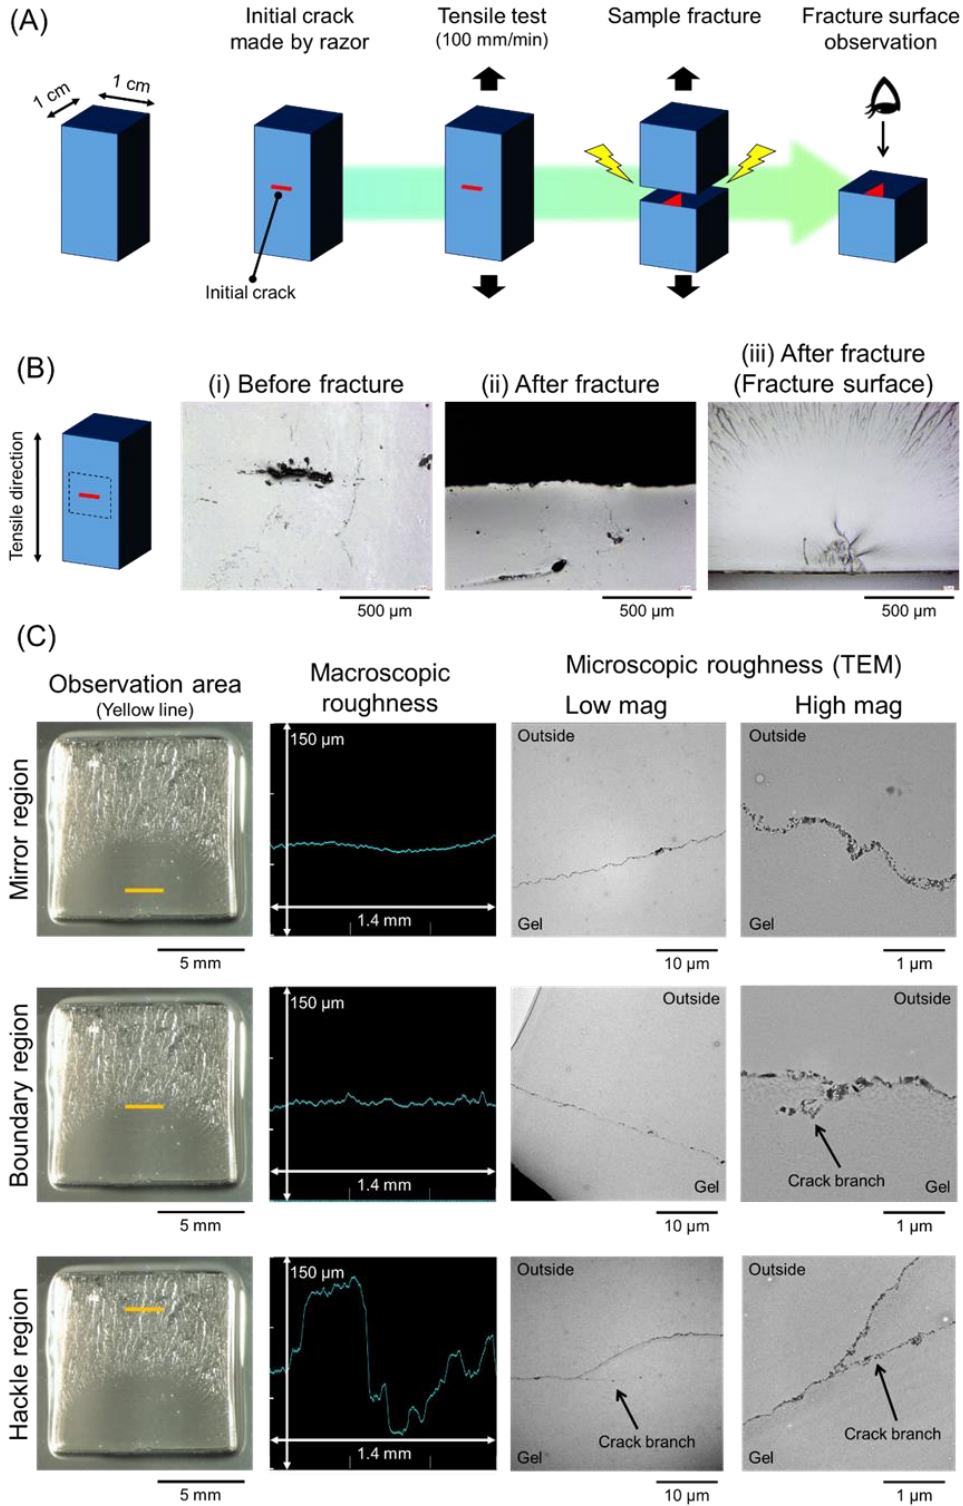 (A)
Initial crack
made by razor
Tensile test
(100 mm/min)
Sample fracture
Fracture surface
observation
1 cm
1 cm
Initial crack
(B)
(i) Before fracture
(ii) After fracture
(iii) After fracture
(Fracture surface)
Tensile direction
500 µm
500 µm
500 µm
(C)
Observation area
(Yellow line)
Macroscopic
roughness
Microscopic roughness (TEM)
Low mag
High mag
Mirror region
150 µm
1.4 mm
Outside
Gel
Outside
Gel
5 mm
10 µm
1 µm
Boundary region
150 µm
1.4 mm
Outside
Gel
Outside
Crack branch
Gel
5 mm
10 µm
1 µm
Hackle region
150 µm
1.4 mm
Outside
Crack branch
Gel
Outside
Crack branch
Gel
5 mm
10 µm
1 µm